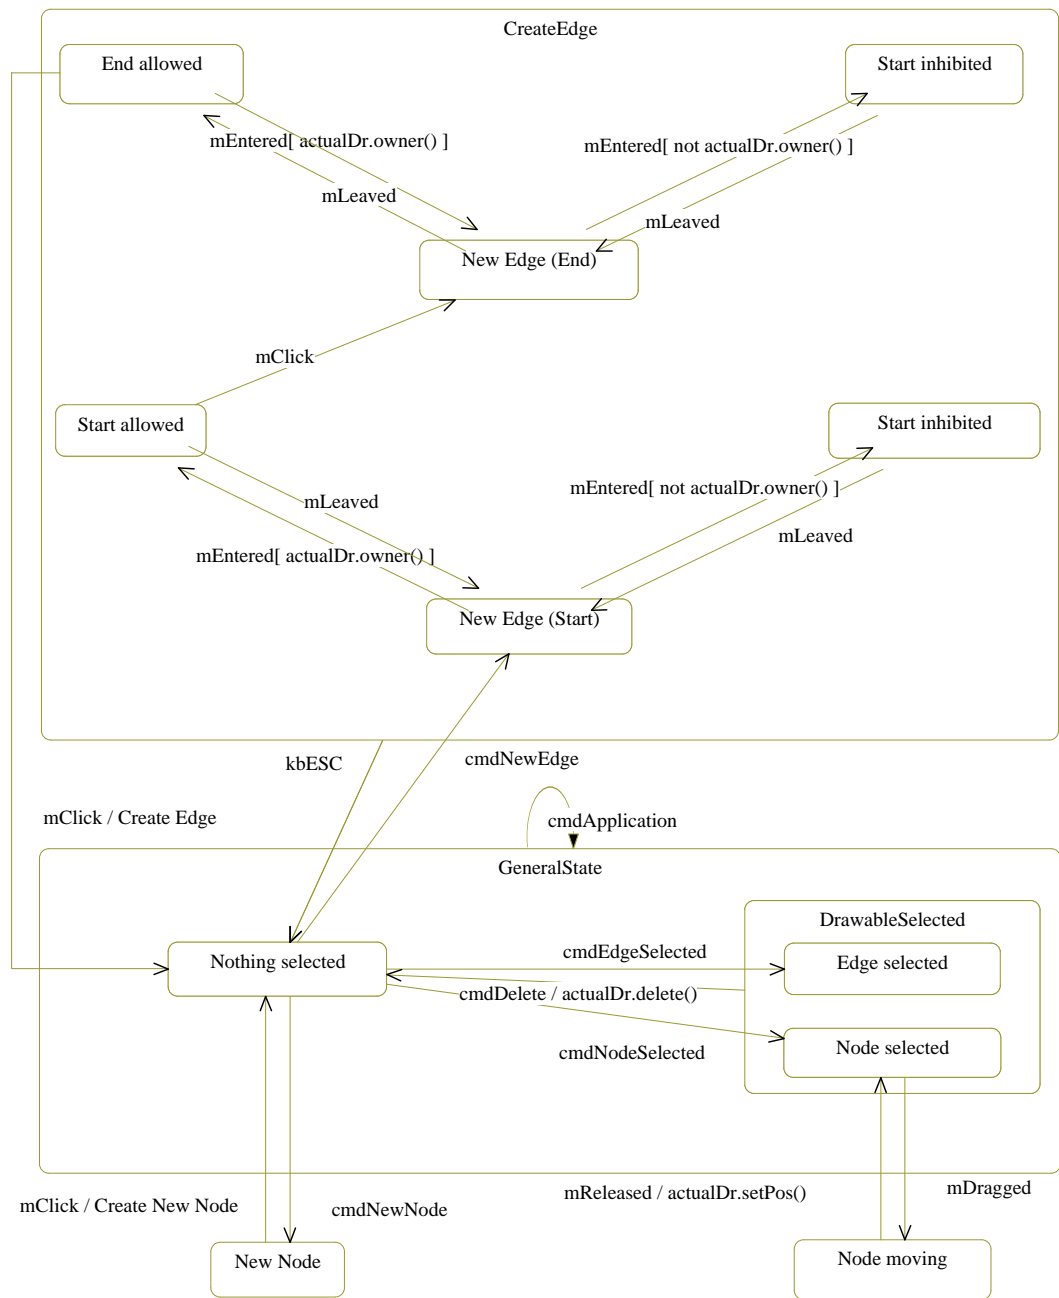 CreateEdge
End allowed
Start inhibited
mEntered[ actualDr.owner() ]
mEntered[ not actualDr.owner() ]
mLeaved
mLeaved
New Edge (End)
mClick
Start allowed
Start inhibited
mEntered[ not actualDr.owner() ]
mLeaved
mLeaved
mEntered[ actualDr.owner() ]
New Edge (Start)
kbESC
cmdNewEdge
mClick / Create Edge
cmdApplication
GeneralState
DrawableSelected
cmdEdgeSelected
Nothing selected
Edge selected
cmdDelete / actualDr.delete()
cmdNodeSelected
Node selected
mReleased / actualDr.setPos()
mDragged
mClick / Create New Node
cmdNewNode
New Node
Node moving